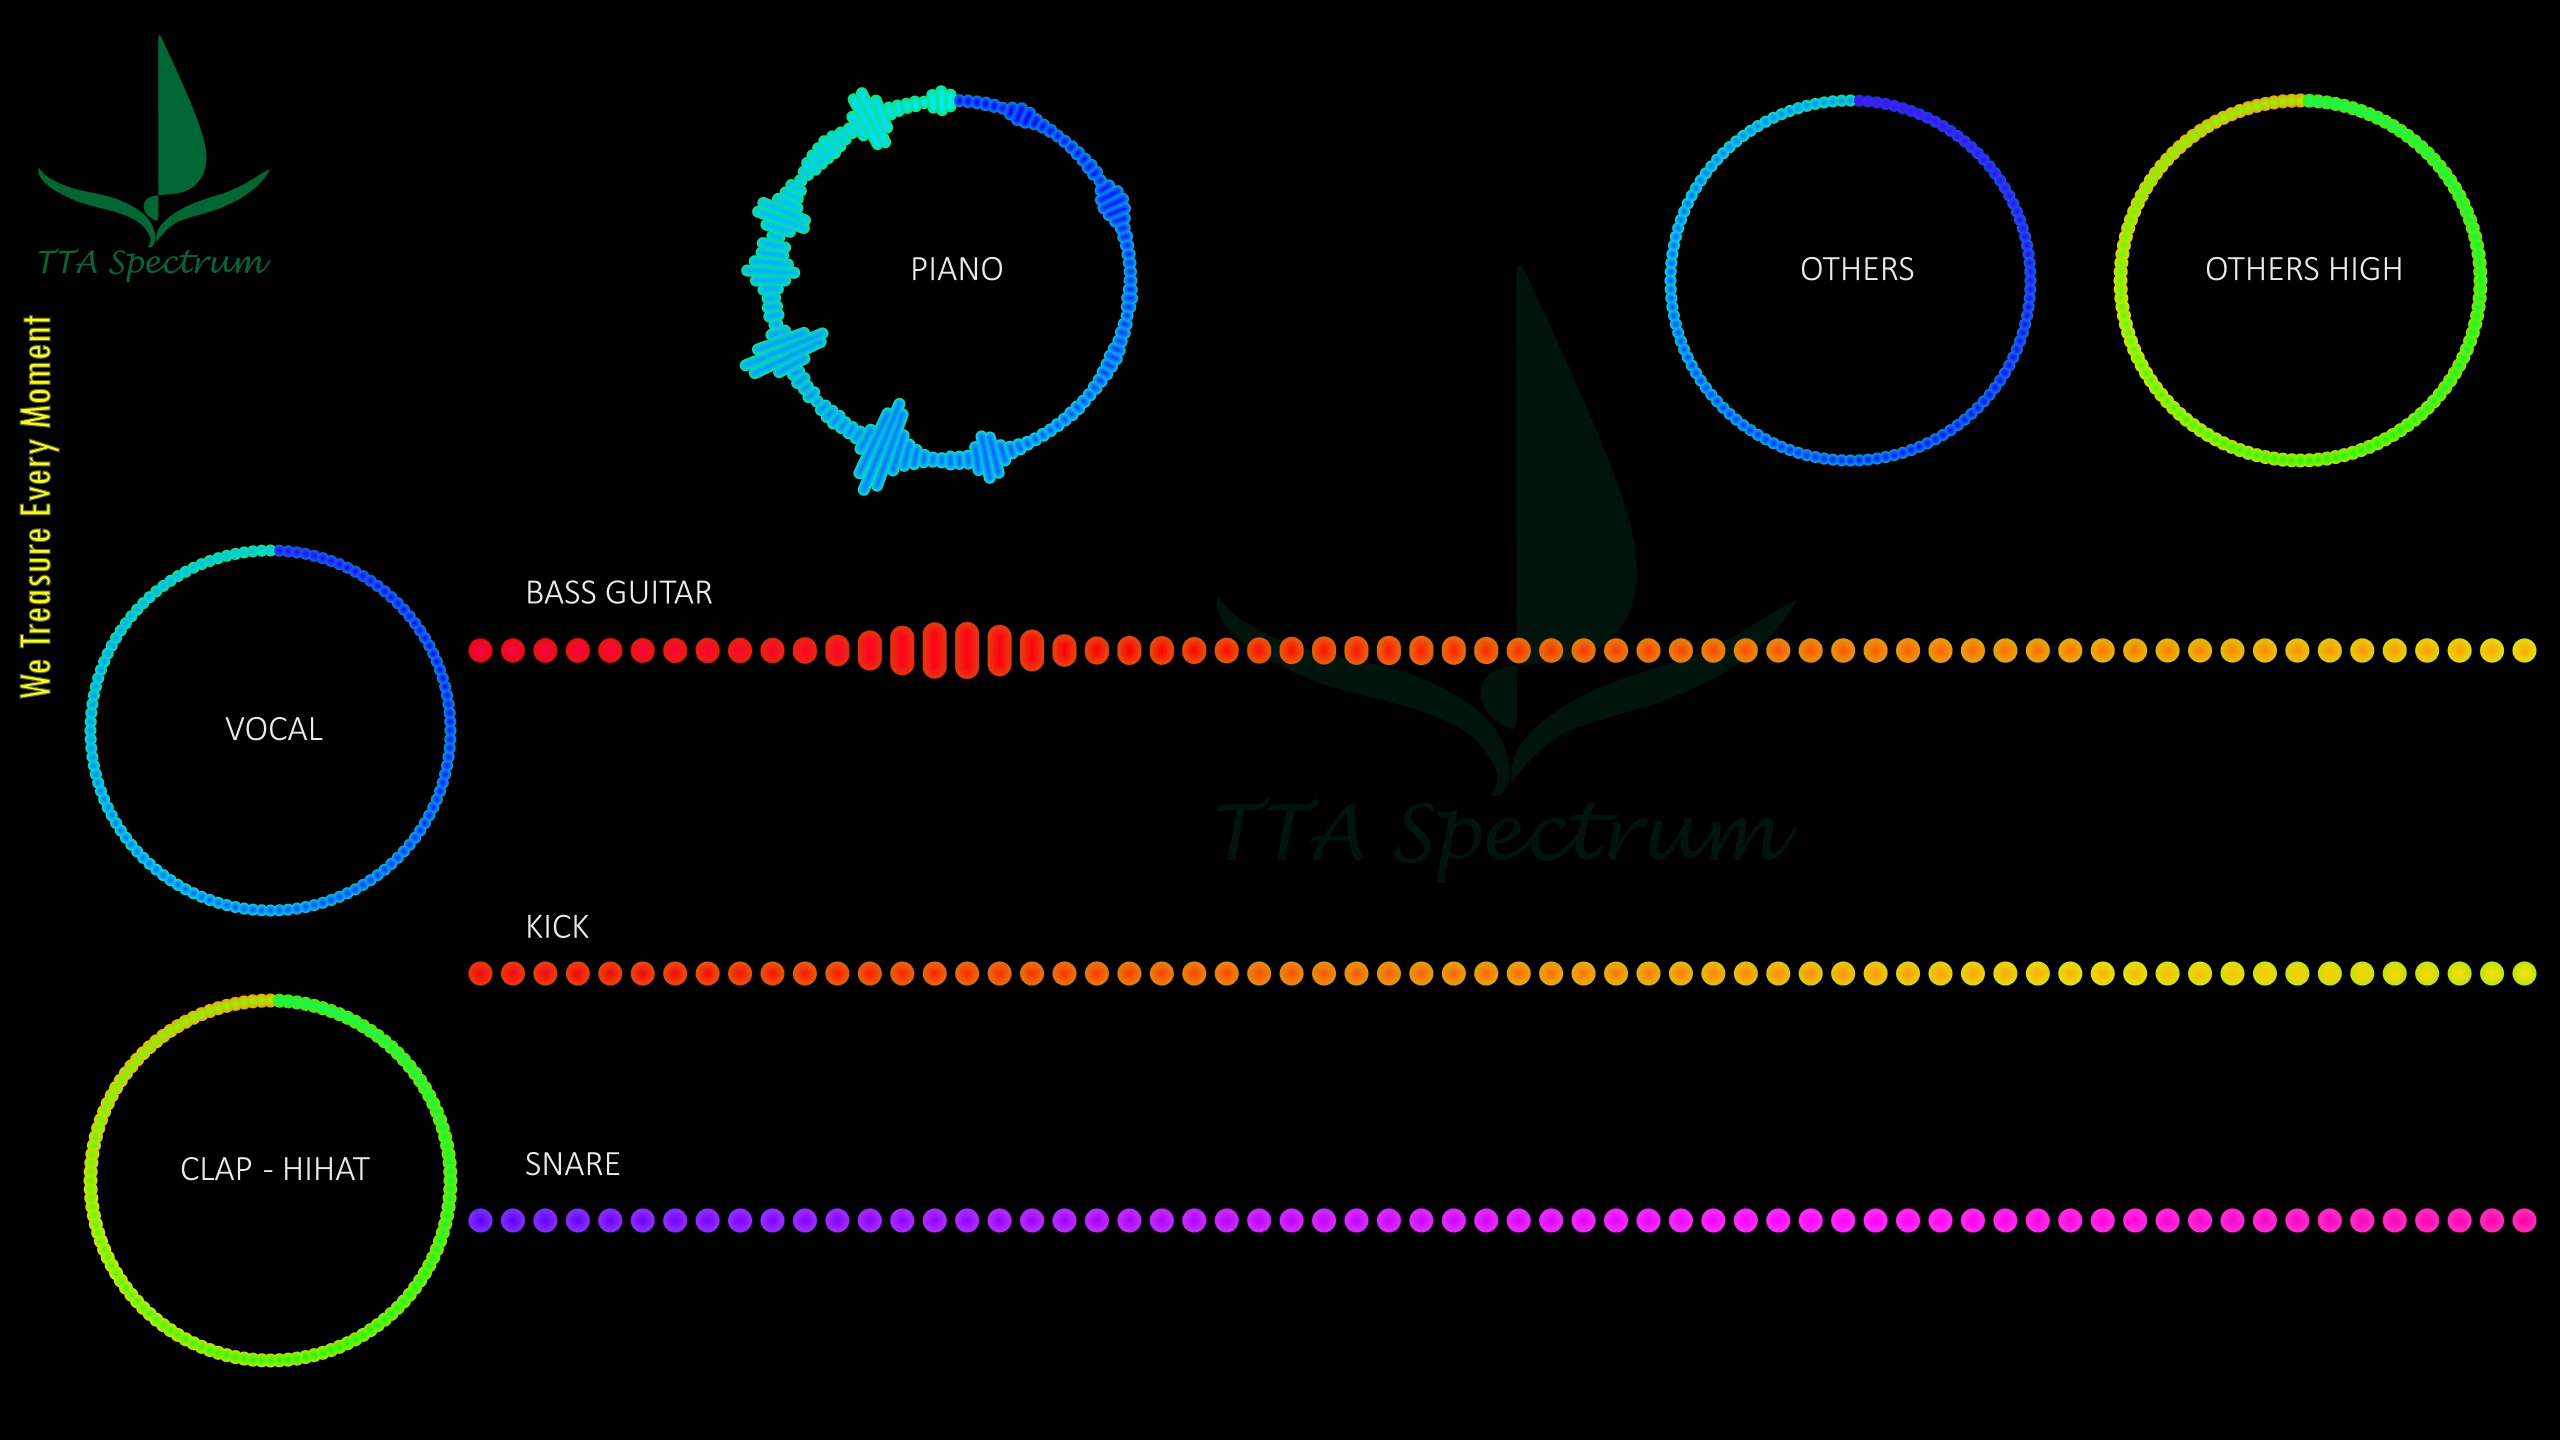 TTA Spectrum
We Treasure Every Moment
PIANO
OTHERS
OTHERS HIGH
BASS GUITAR
VOCAL
TTA Spectrum
KICK
CLAP - HIHAT
SNARE